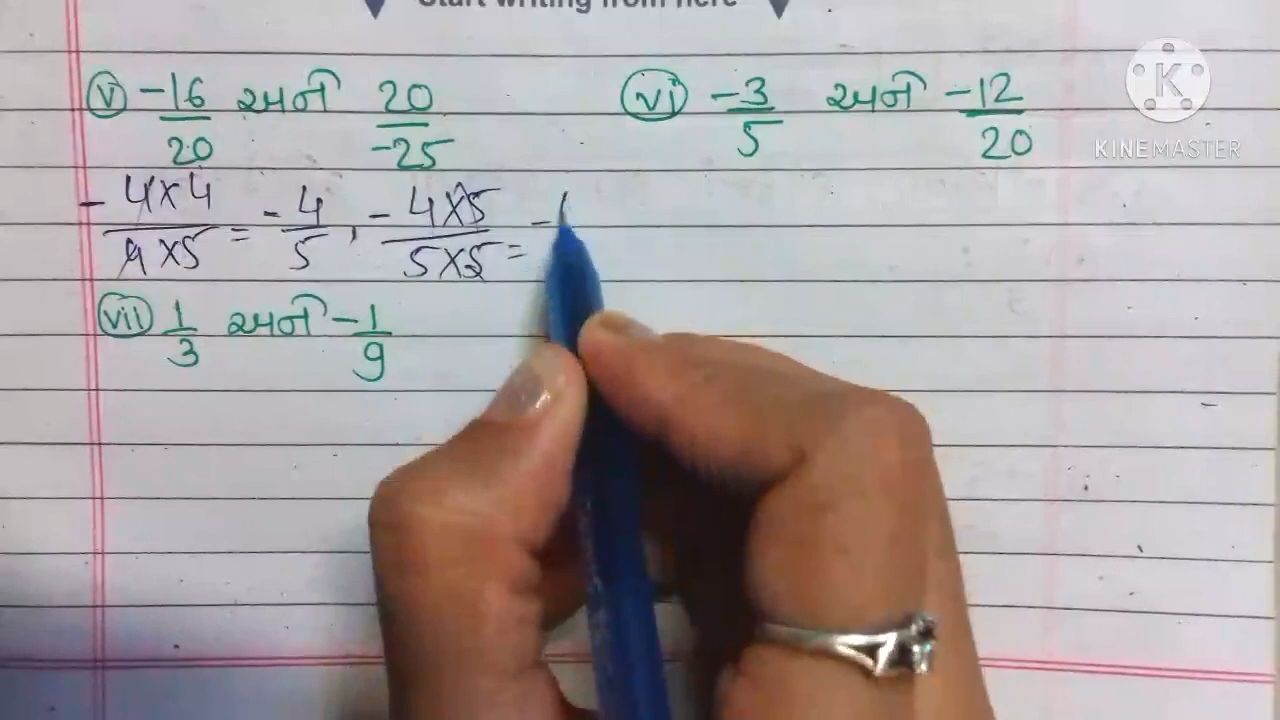 Start writing from here
(v) -16/20 અને 20/-25 (vi) -3/5 અને -12/20
KINEMASTER
- 4×4/4×5 = - 4/5 , - 4×5/5×5 = -
(vii) 1/3 અને -1/9